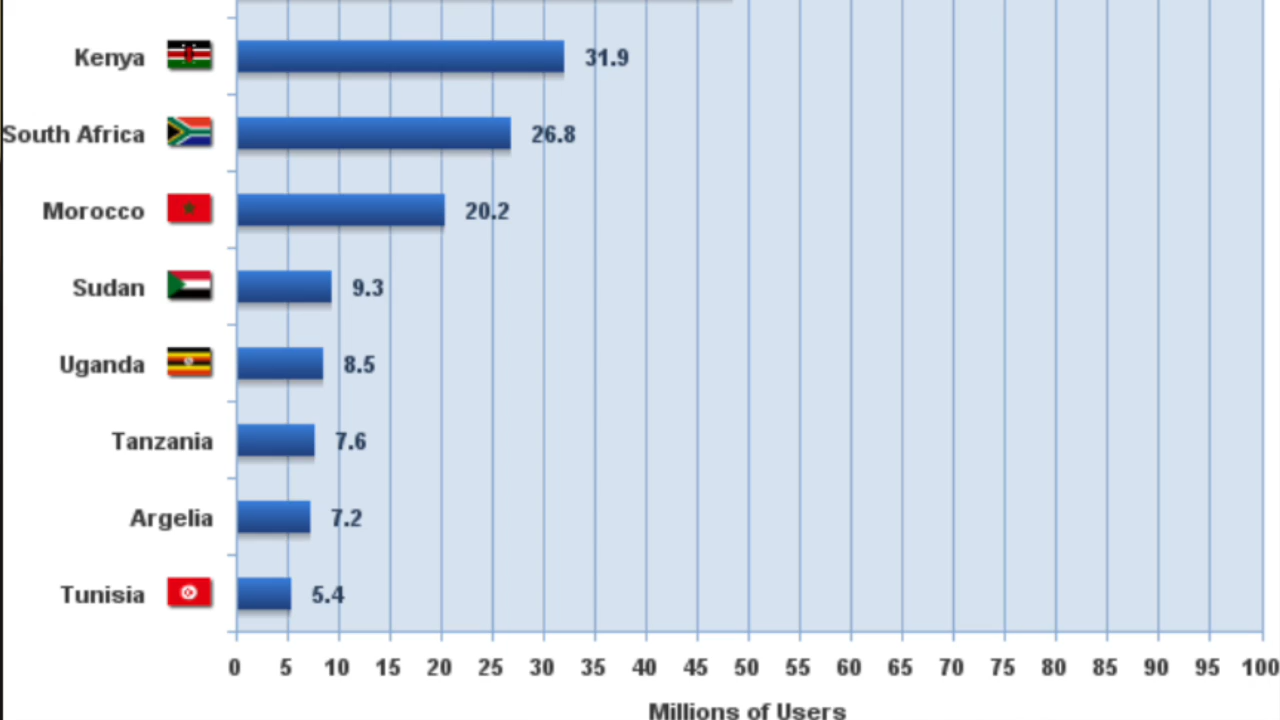 Kenya 31.9
South Africa 26.8
Morocco 20.2
Sudan 9.3
Uganda 8.5
Tanzania 7.6
Argelia 7.2
Tunisia 5.4
0 5 10 15 20 25 30 35 40 45 50 55 60 65 70 75 80 85 90 95 100
Millions of Users